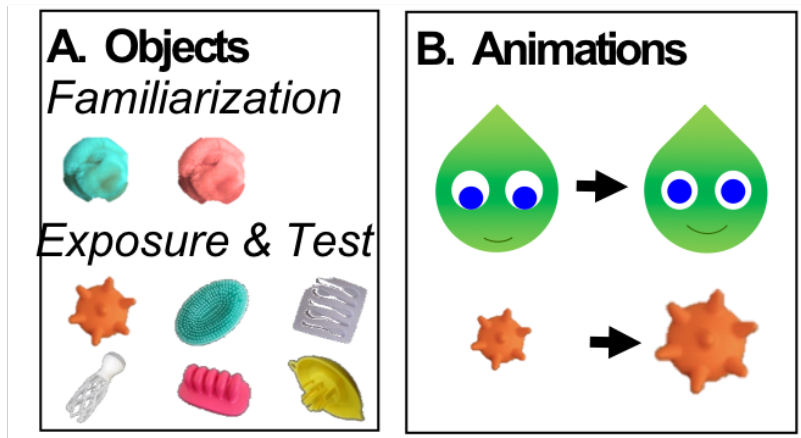 A. Objects
Familiarization
Exposure & Test
B. Animations